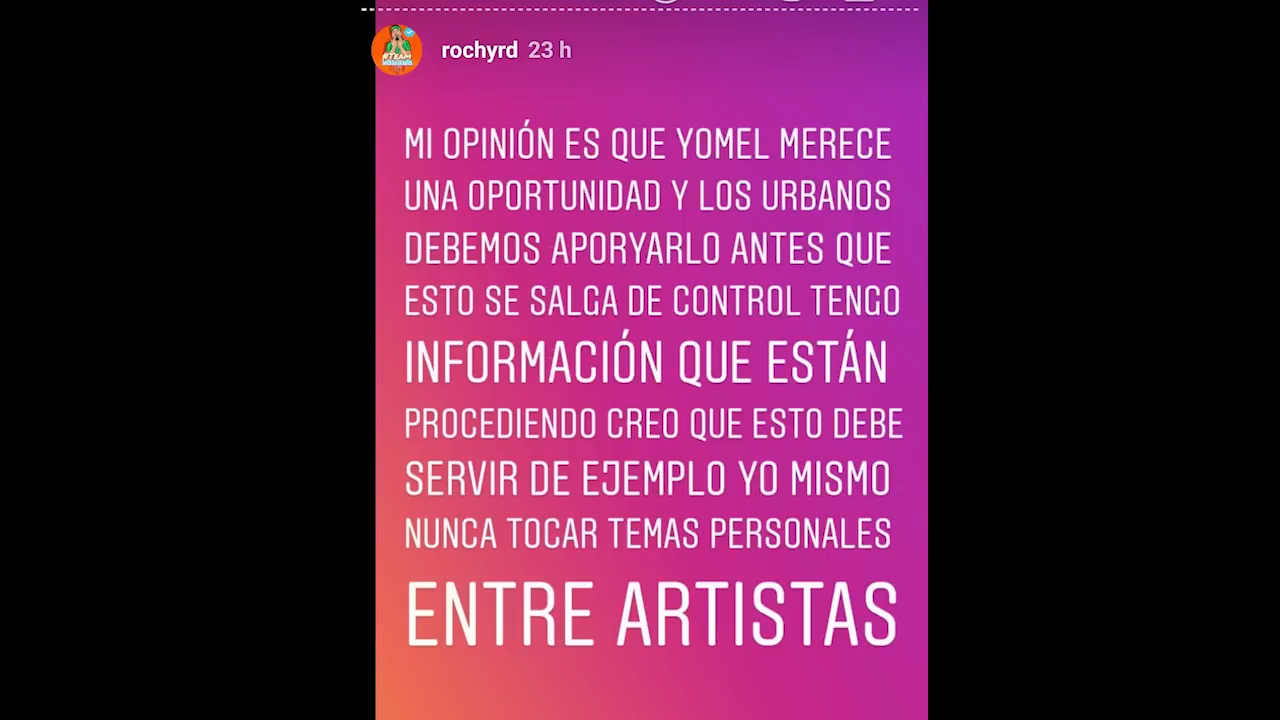 rochyrd 23 h
#TEAM
MI OPINIÓN ES QUE YOMEL MERECE
UNA OPORTUNIDAD Y LOS URBANOS
DEBEMOS APORYARLO ANTES QUE
ESTO SE SALGA DE CONTROL TENGO
INFORMACIÓN QUE ESTÁN
PROCEDIENDO CREO QUE ESTO DEBE
SERVIR DE EJEMPLO YO MISMO
NUNCA TOCAR TEMAS PERSONALES
ENTRE ARTISTAS